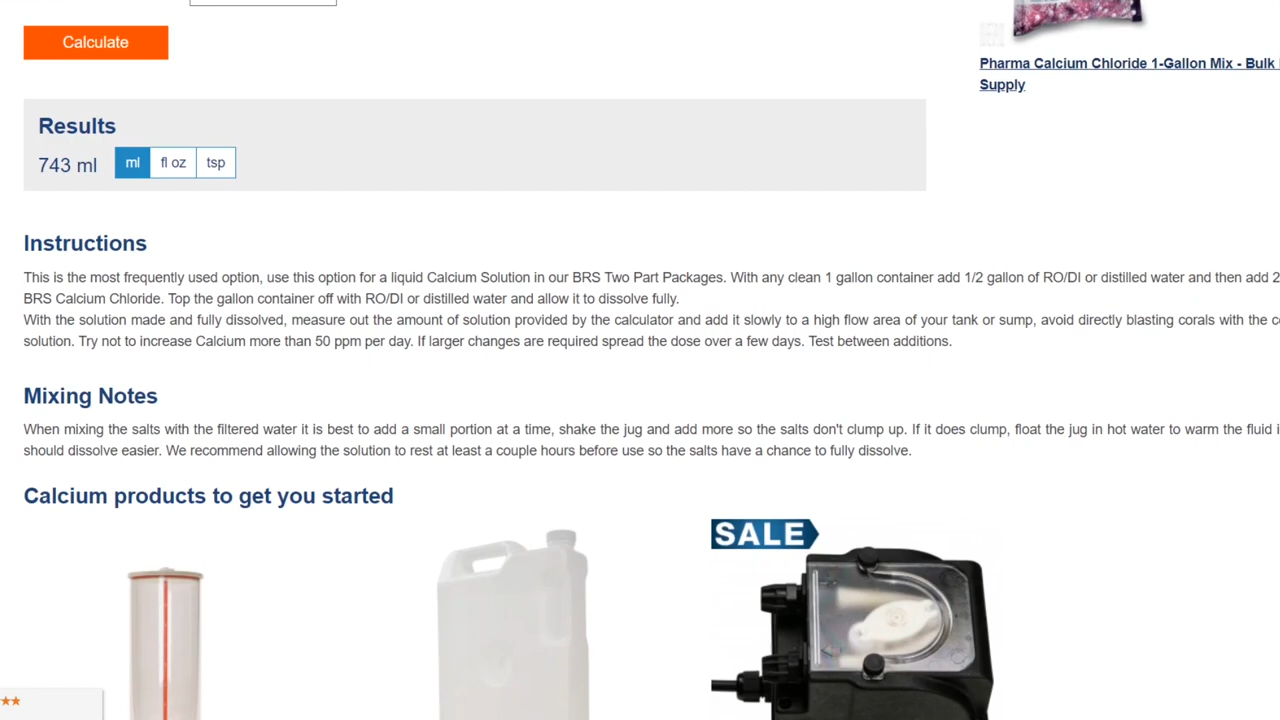 Calculate
Pharma Calcium Chloride 1-Gallon Mix - Bulk
Supply
Results
743 ml
ml
fl oz
tsp
Instructions
This is the most frequently used option, use this option for a liquid Calcium Solution in our BRS Two Part Packages. With any clean 1 gallon container add 1/2 gallon of RO/DI or distilled water and then add 2
BRS Calcium Chloride. Top the gallon container off with RO/DI or distilled water and allow it to dissolve fully.
With the solution made and fully dissolved, measure out the amount of solution provided by the calculator and add it slowly to a high flow area of your tank or sump, avoid directly blasting corals with the
solution. Try not to increase Calcium more than 50 ppm per day. If larger changes are required spread the dose over a few days. Test between additions.
Mixing Notes
When mixing the salts with the filtered water it is best to add a small portion at a time, shake the jug and add more so the salts don't clump up. If it does clump, float the jug in hot water to warm the fluid
should dissolve easier. We recommend allowing the solution to rest at least a couple hours before use so the salts have a chance to fully dissolve.
Calcium products to get you started
SALE